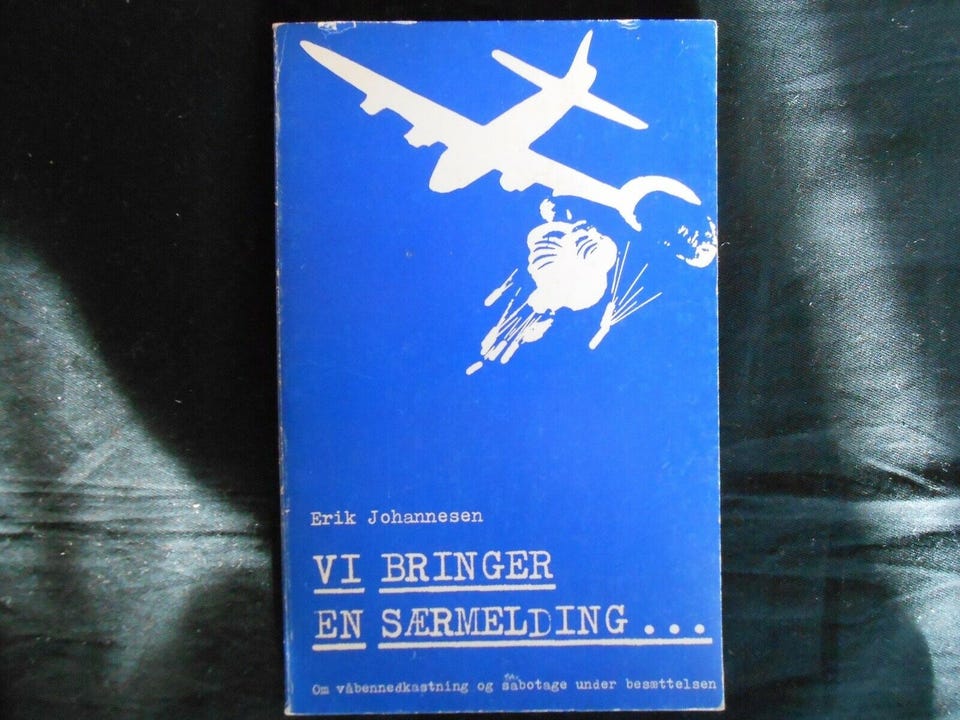 Erik Johannesen
VI BRINGER
EN SÆRMELDING...
Om våbennedkastning og sabotage under besættelsen